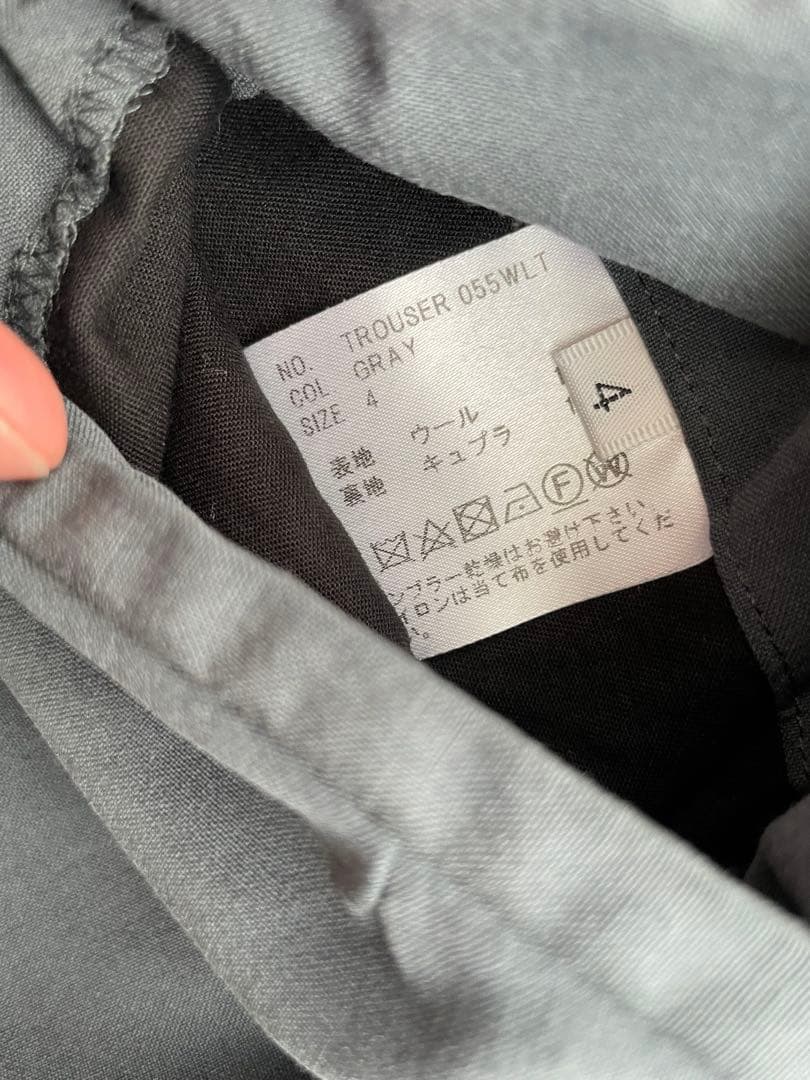 NO. TROUSER 055WLT
COL GRAY
SIZE 4
表地 ウール
裏地 キュプラ
4
F W
ンブラー乾燥はお避け下さい
イロンは当て布を使用してくだ
い。